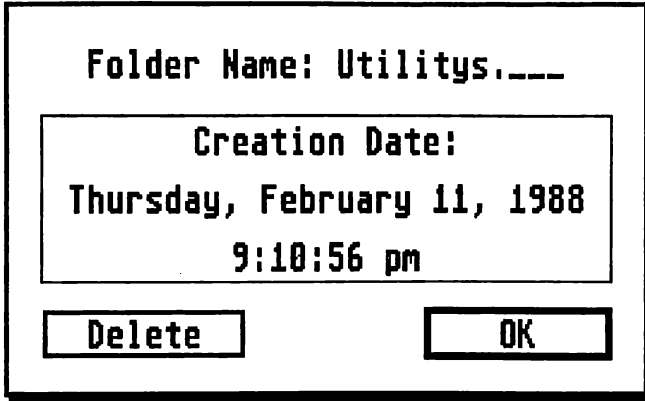 Folder Name: Utilitys.___
Creation Date:
Thursday, February 11, 1988
9:10:56 pm
Delete
OK